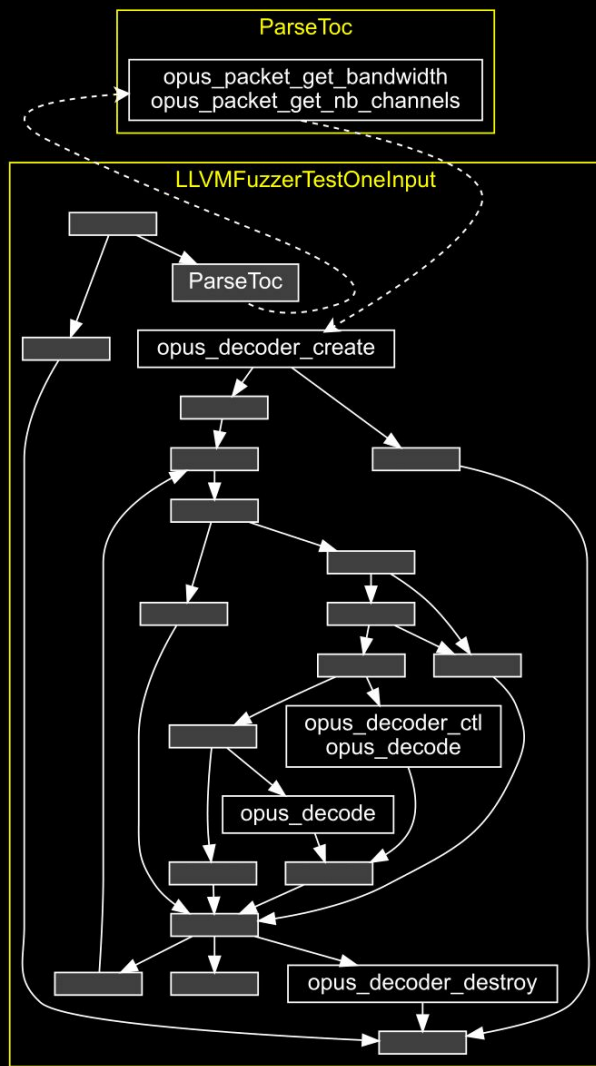 ParseToc
opus_packet_get_bandwidth
opus_packet_get_nb_channels
LLVMFuzzerTestOneInput
ParseToc
opus_decoder_create
opus_decoder_ctl
opus_decode
opus_decode
opus_decoder_destroy